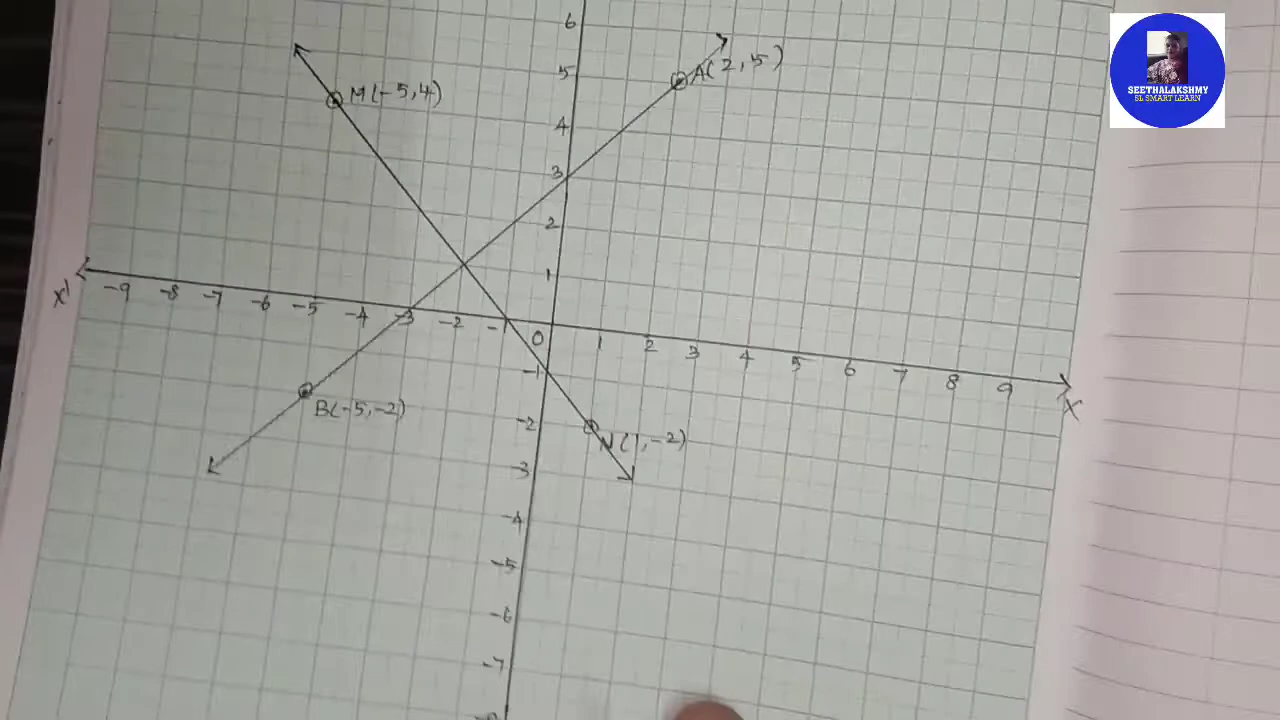 6
A(2,5)
5
M(-5,4)
4
3
2
1
X'
-9 -8 -7 -6 -5 -4 -3 -2 -1 0 1 2 3 4 5 6 7 8 9
X
-1
B(-5,-2)
-2
N(1,-2)
-3
-4
-5
-6
-7
SEETHALAKSHMY
SL SMART LEARN